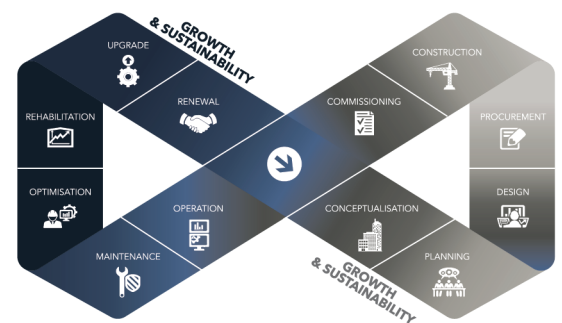 GROWTH
& SUSTAINABILITY
UPGRADE
CONSTRUCTION
RENEWAL
COMMISSIONING
REHABILITATION
PROCUREMENT
OPTIMISATION
DESIGN
OPERATION
CONCEPTUALISATION
MAINTENANCE
PLANNING
GROWTH
& SUSTAINABILITY